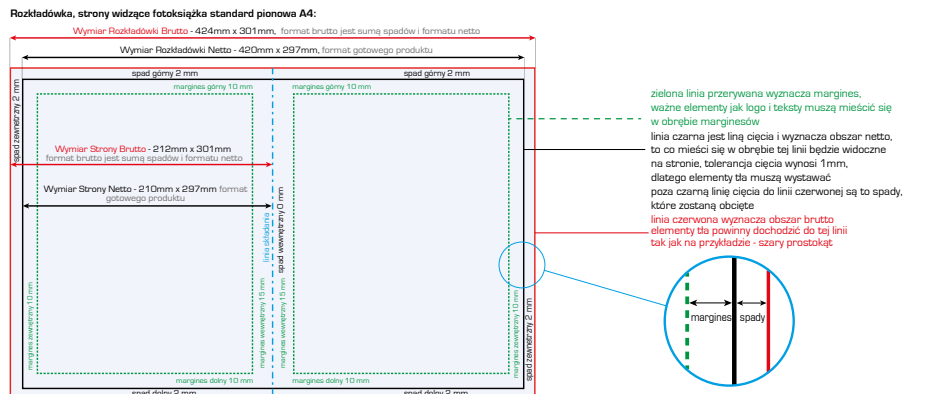 Rozkładówka, strony widzące fotoksiążka standard pionowa A4:
Wymiar Rozkładówki Brutto - 424mm x 301mm, format brutto jest sumą spadów i formatu netto
Wymiar Rozkładówki Netto - 420mm x 297mm, format gotowego produktu
spad górny 2 mm
spad górny 2 mm
margines górny 10 mm
margines górny 10 mm
spad zewnętrzny 2 mm
Wymiar Strony Brutto - 212mm x 301mm
format brutto jest sumą spadów i formatu netto
Wymiar Strony Netto - 210mm x 297mm format
gotowego produktu
linia składania
spad wewnętrzny 0 mm
margines zewnętrzny 10 mm
margines wewnętrzny 15 mm
margines wewnętrzny 15 mm
margines zewnętrzny 10 mm
spad zewnętrzny 2 mm
margines dolny 10 mm
margines dolny 10 mm
spad dolny 2 mm
spad dolny 2 mm
zielona linia przerywana wyznacza margines,
ważne elementy jak logo i teksty muszą mieścić się
w obrębie marginesów
linia czarna jest liną cięcia i wyznacza obszar netto,
to co mieści się w obrębie tej linii będzie widoczne
na stronie, tolerancja cięcia wynosi 1mm,
dlatego elementy tła muszą wystawać
poza czarną linię cięcia do linii czerwonej są to spady,
które zostaną obcięte
linia czerwona wyznacza obszar brutto
elementy tła powinny dochodzić do tej linii
tak jak na przykładzie - szary prostokąt
margines
spady